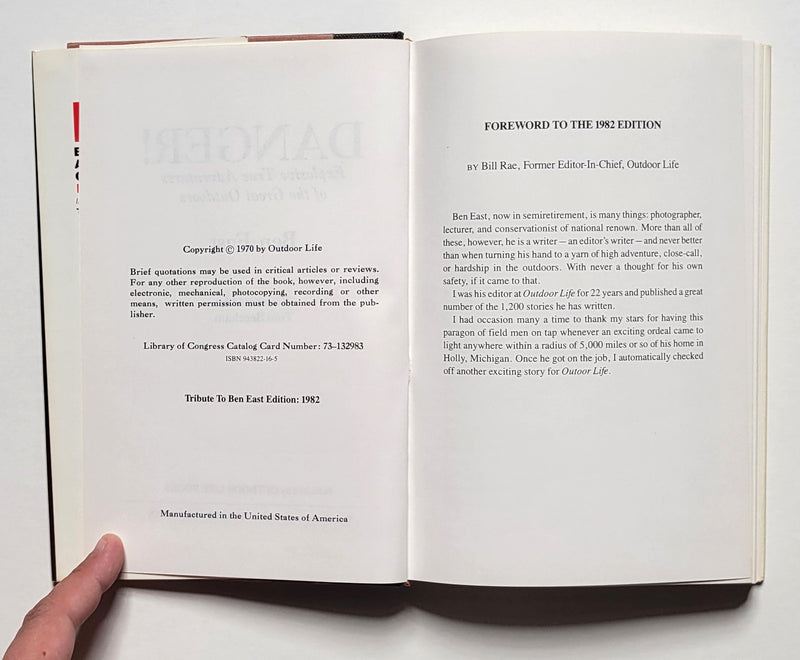 DANGER!
Explosive True Adventures
of the Great Outdoors
Ben East
Copyright © 1970 by Outdoor Life
Brief quotations may be used in critical articles or reviews.
For any other reproduction of the book, however, including
electronic, mechanical, photocopying, recording or other
means, written permission must be obtained from the pub-
lisher.
Library of Congress Catalog Card Number: 73–132983
ISBN 943822-16-5
Tribute To Ben East Edition: 1982
Manufactured in the United States of America
FOREWORD TO THE 1982 EDITION
BY Bill Rae, Former Editor-In-Chief, Outdoor Life
Ben East, now in semiretirement, is many things: photographer,
lecturer, and conservationist of national renown. More than all of
these, however, he is a writer — an editor's writer — and never better
than when turning his hand to a yarn of high adventure, close-call,
or hardship in the outdoors. With never a thought for his own
safety, if it came to that.
I was his editor at Outdoor Life for 22 years and published a great
number of the 1,200 stories he has written.
I had occasion many a time to thank my stars for having this
paragon of field men on tap whenever an exciting ordeal came to
light anywhere within a radius of 5,000 miles or so of his home in
Holly, Michigan. Once he got on the job, I automatically checked
off another exciting story for Outoor Life.